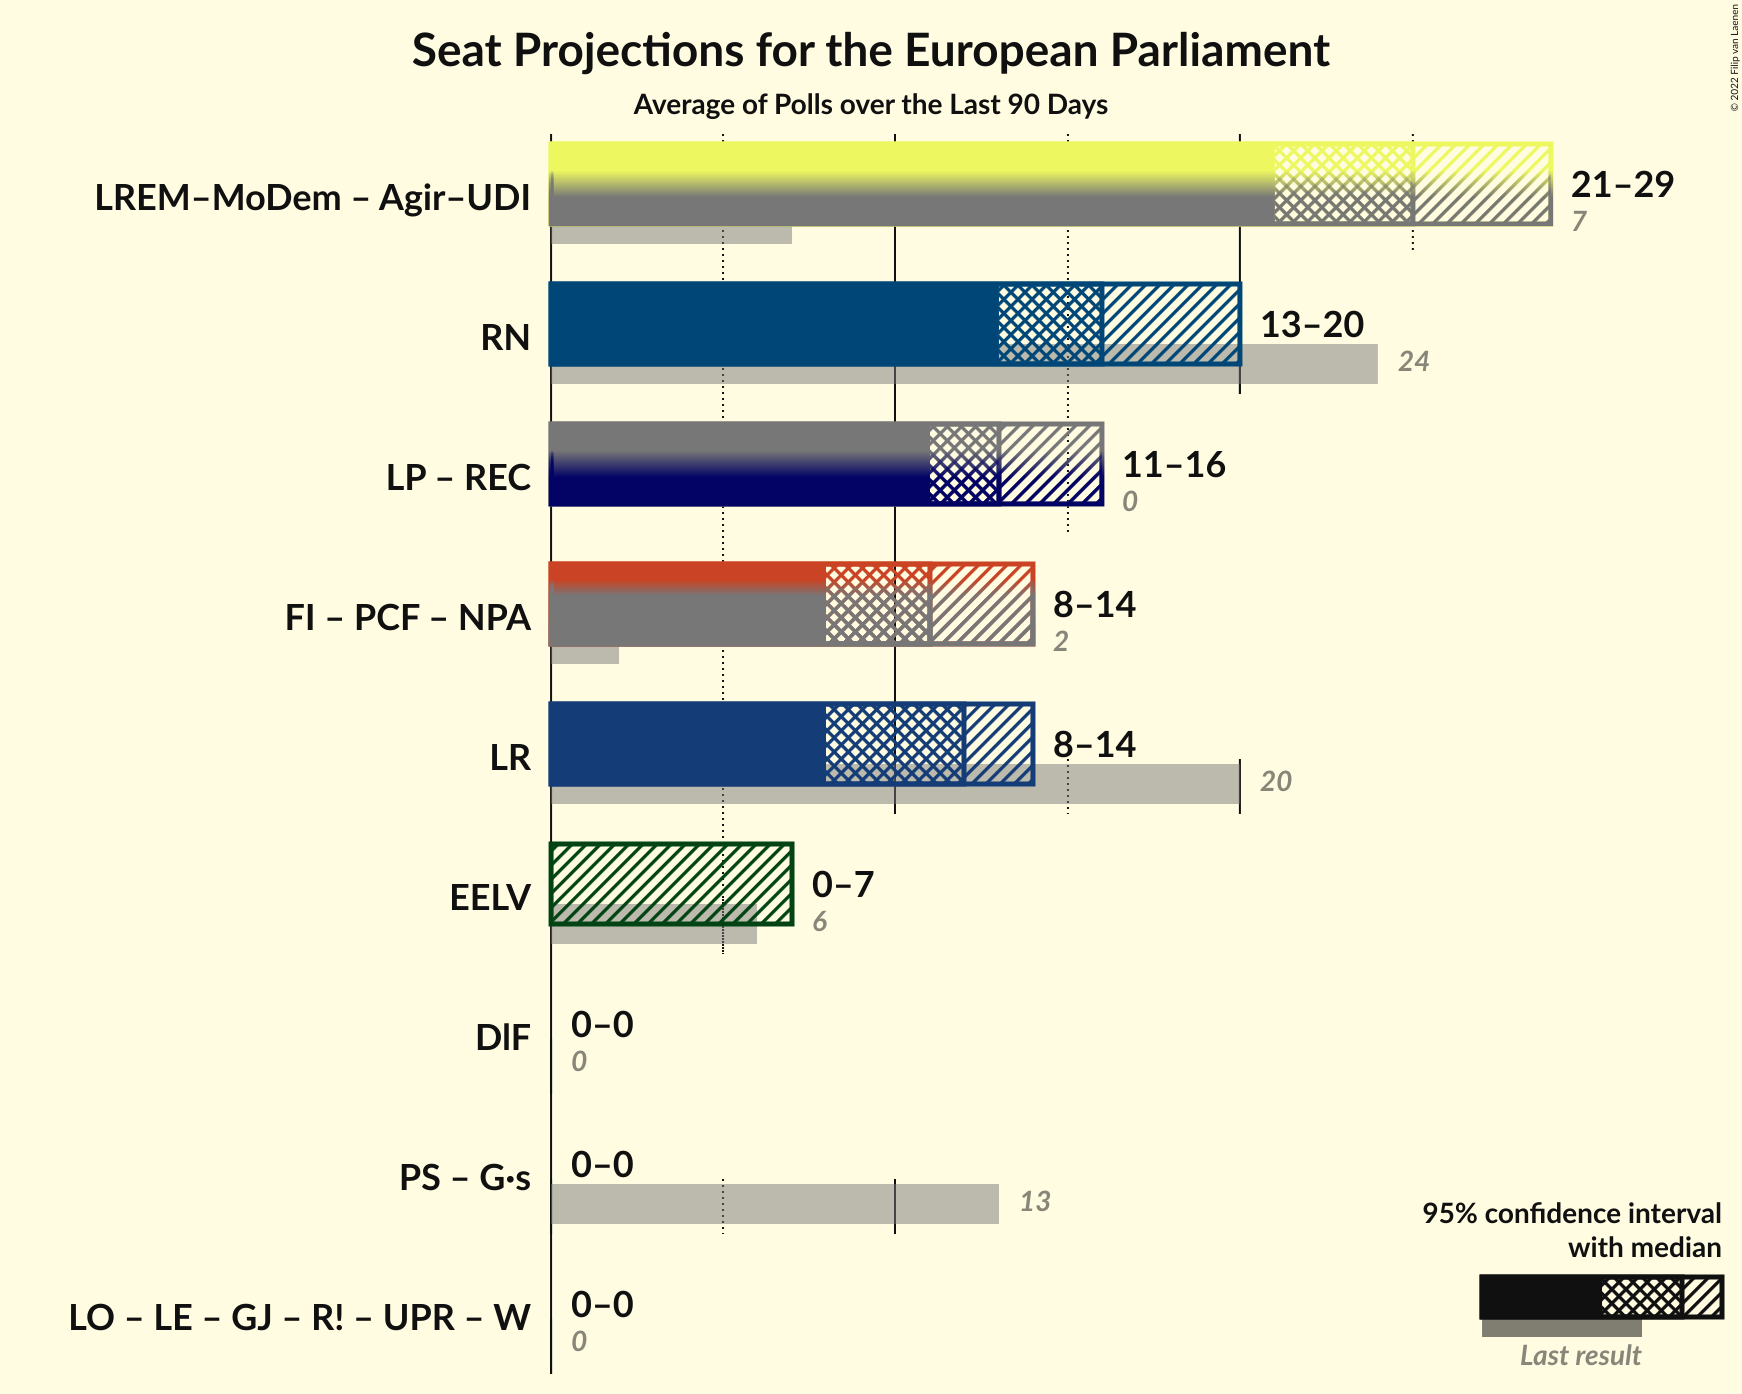 Seat Projections for the European Parliament
Average of Polls over the Last 90 Days
© 2022 Filip van Laenen
LREM–MoDem – Agir–UDI
21–29
7
RN
13–20
24
LP – REC
11–16
0
FI – PCF – NPA
8–14
2
LR
8–14
20
EELV
0–7
6
DlF
0–0
0
PS – G·s
0–0
13
LO – LE – GJ – R! – UPR – W
0–0
0
95% confidence interval
with median
Last result